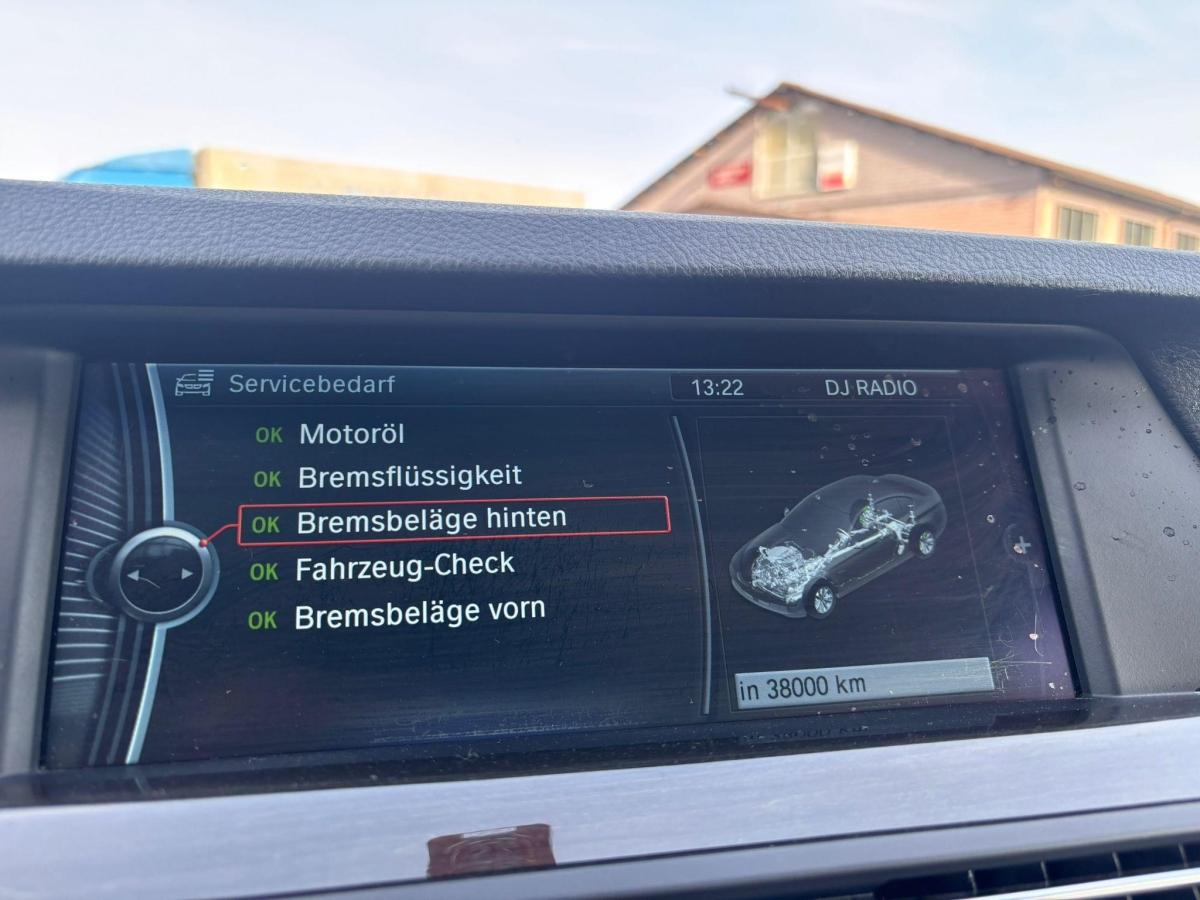 Servicebedarf
13:22
DJ RADIO
OK Motoröl
OK Bremsflüssigkeit
OK Bremsbeläge hinten
OK Fahrzeug-Check
OK Bremsbeläge vorn
in 38000 km